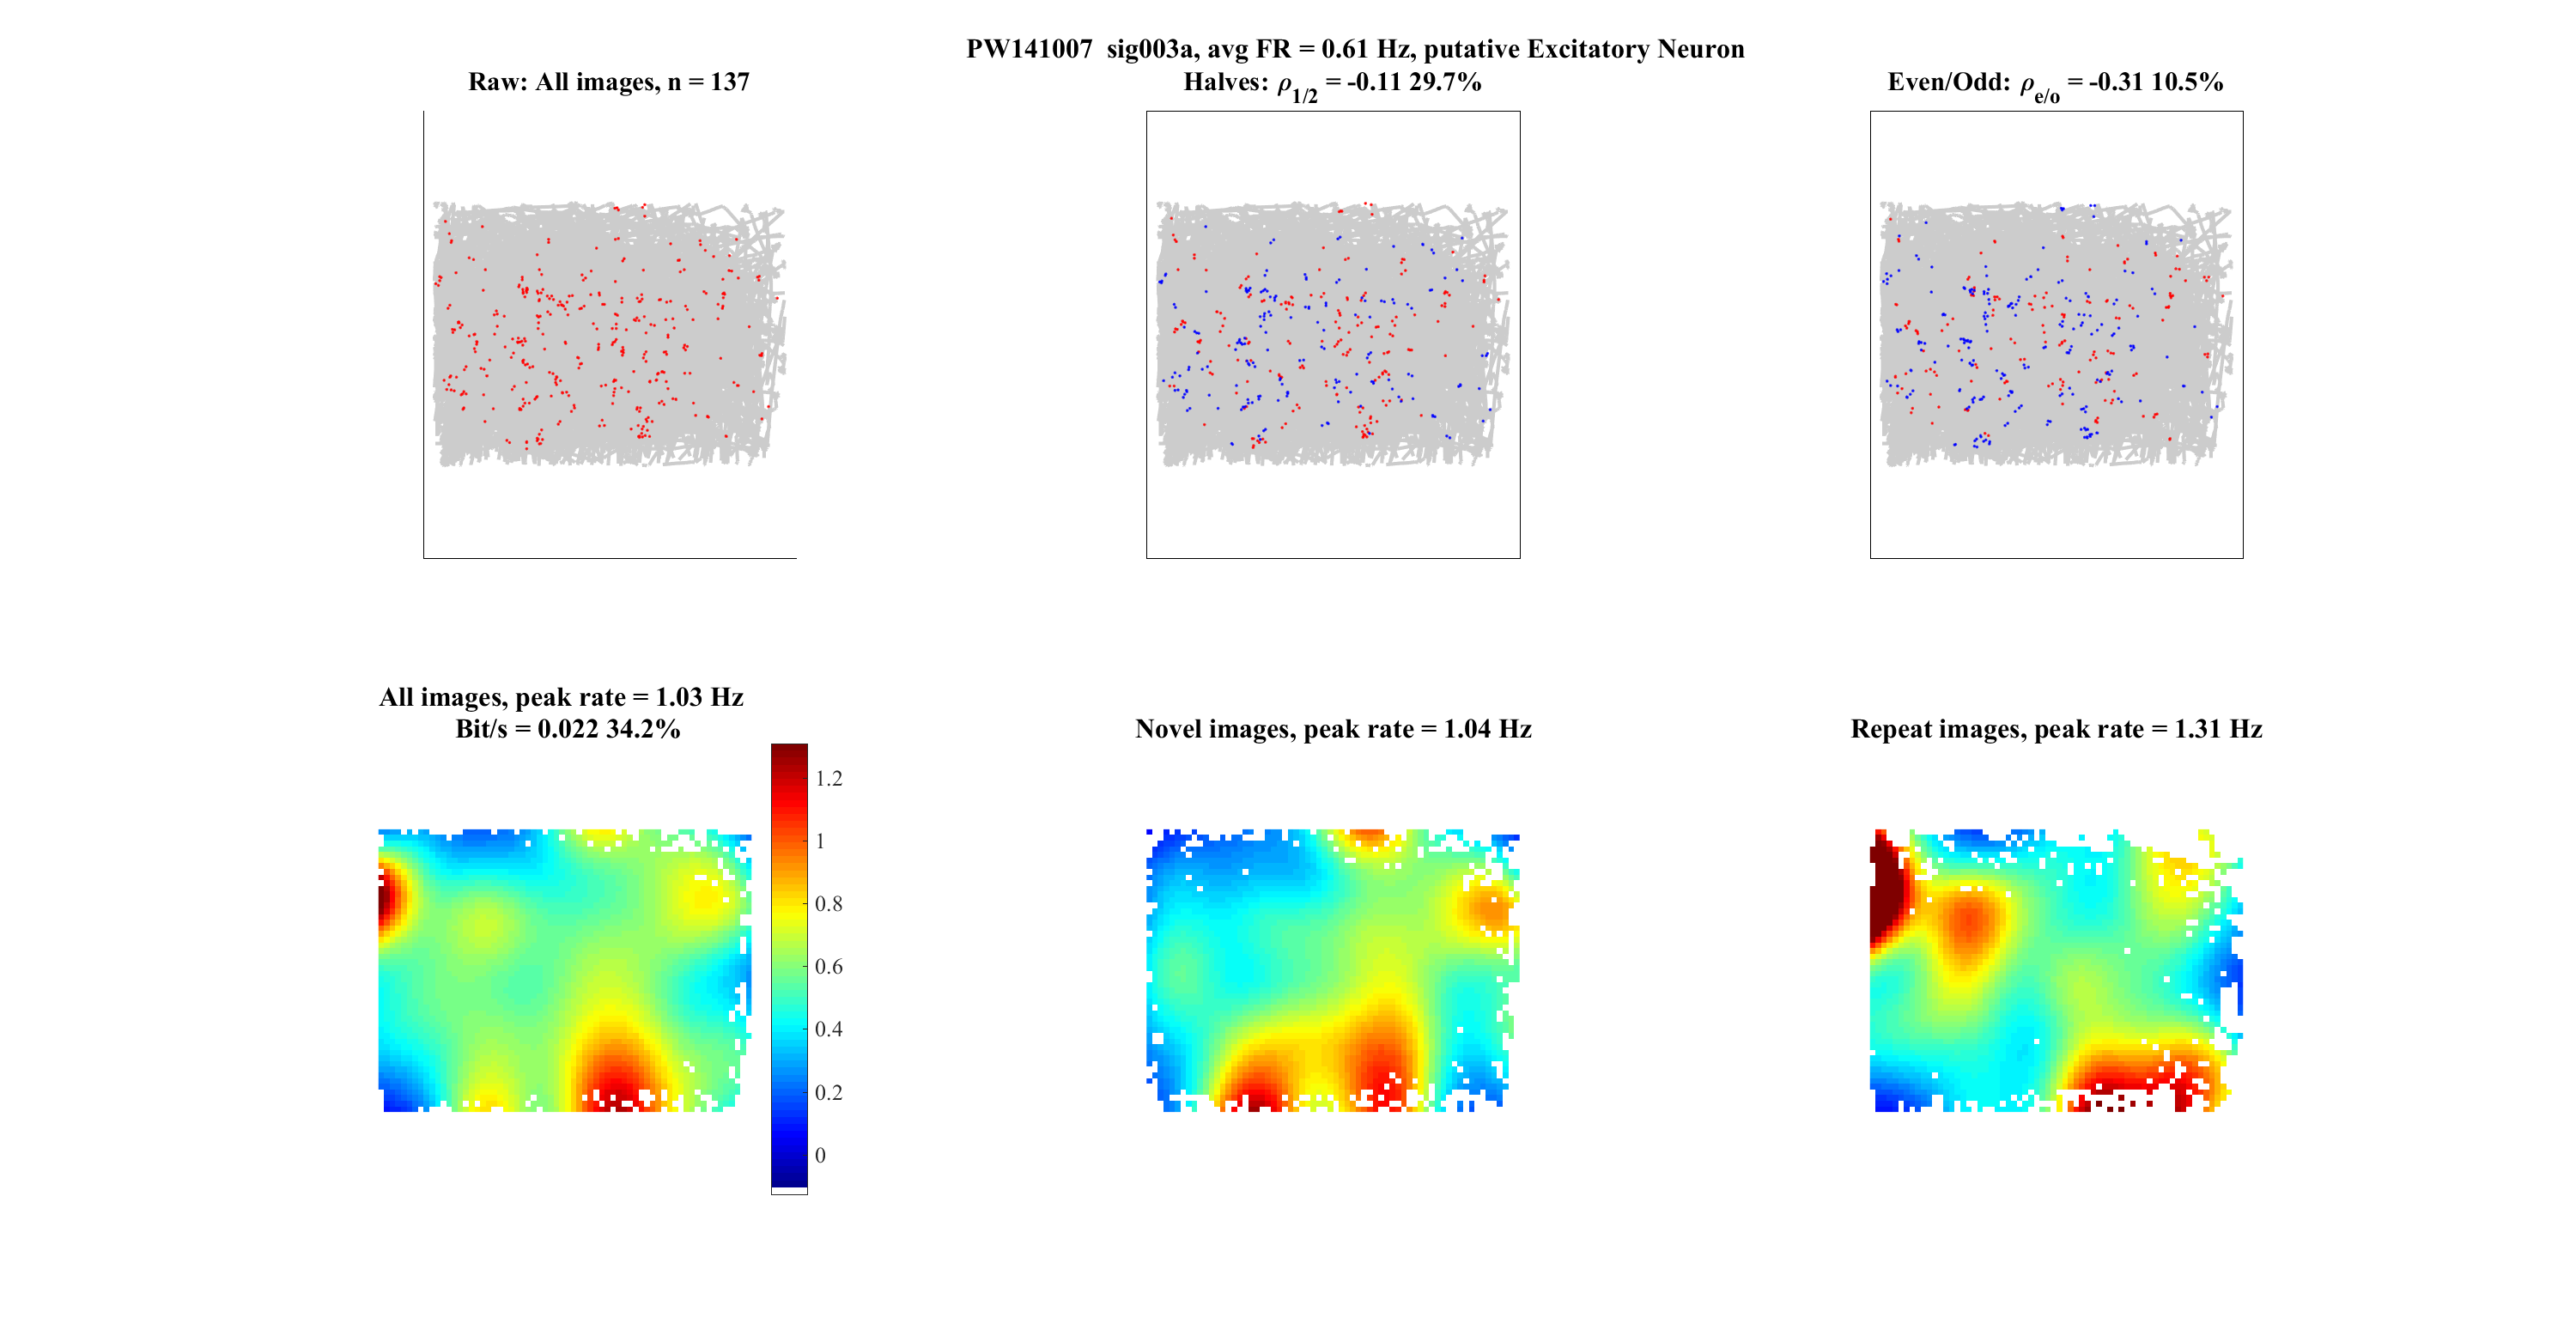 PW141007 sig003a, avg FR = 0.61 Hz, putative Excitatory Neuron
Raw: All images, n = 137
Halves: ρ1/2 = -0.11 29.7%
Even/Odd: ρe/o = -0.31 10.5%
All images, peak rate = 1.03 Hz
Bit/s = 0.022 34.2%
Novel images, peak rate = 1.04 Hz
Repeat images, peak rate = 1.31 Hz
1.2
1
0.8
0.6
0.4
0.2
0